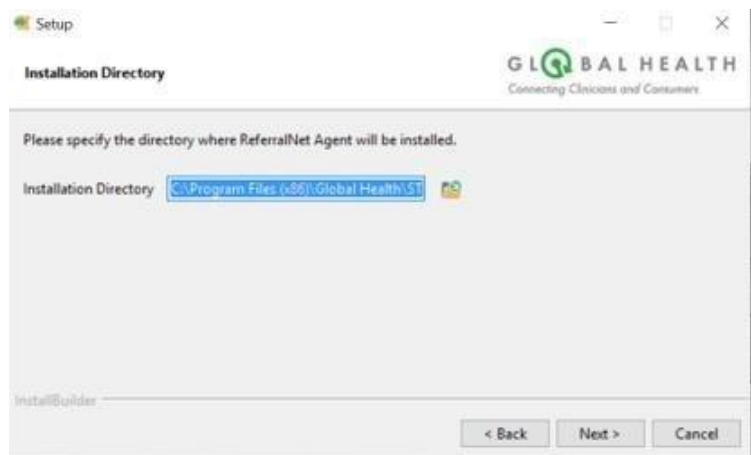 Setup
Installation Directory
GLOBAL HEALTH
Connecting Clinicians and Consumers
Please specify the directory where ReferralNet Agent will be installed.
Installation Directory C:\Program Files (x86)\Global Health\ST
InstallBuilder
< Back Next > Cancel